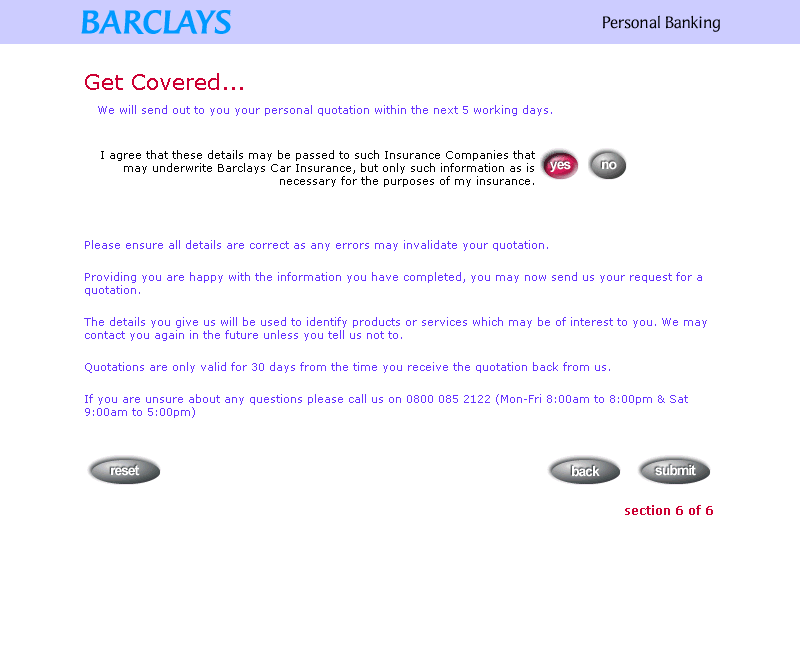 BARCLAYS
Personal Banking
Get Covered...
We will send out to you your personal quotation within the next 5 working days.
I agree that these details may be passed to such Insurance Companies that
may underwrite Barclays Car Insurance, but only such information as is
necessary for the purposes of my insurance.
yes
no
Please ensure all details are correct as any errors may invalidate your quotation.
Providing you are happy with the information you have completed, you may now send us your request for a
quotation.
The details you give us will be used to identify products or services which may be of interest to you. We may
contact you again in the future unless you tell us not to.
Quotations are only valid for 30 days from the time you receive the quotation back from us.
If you are unsure about any questions please call us on 0800 085 2122 (Mon-Fri 8:00am to 8:00pm & Sat
9:00am to 5:00pm)
reset
back
submit
section 6 of 6